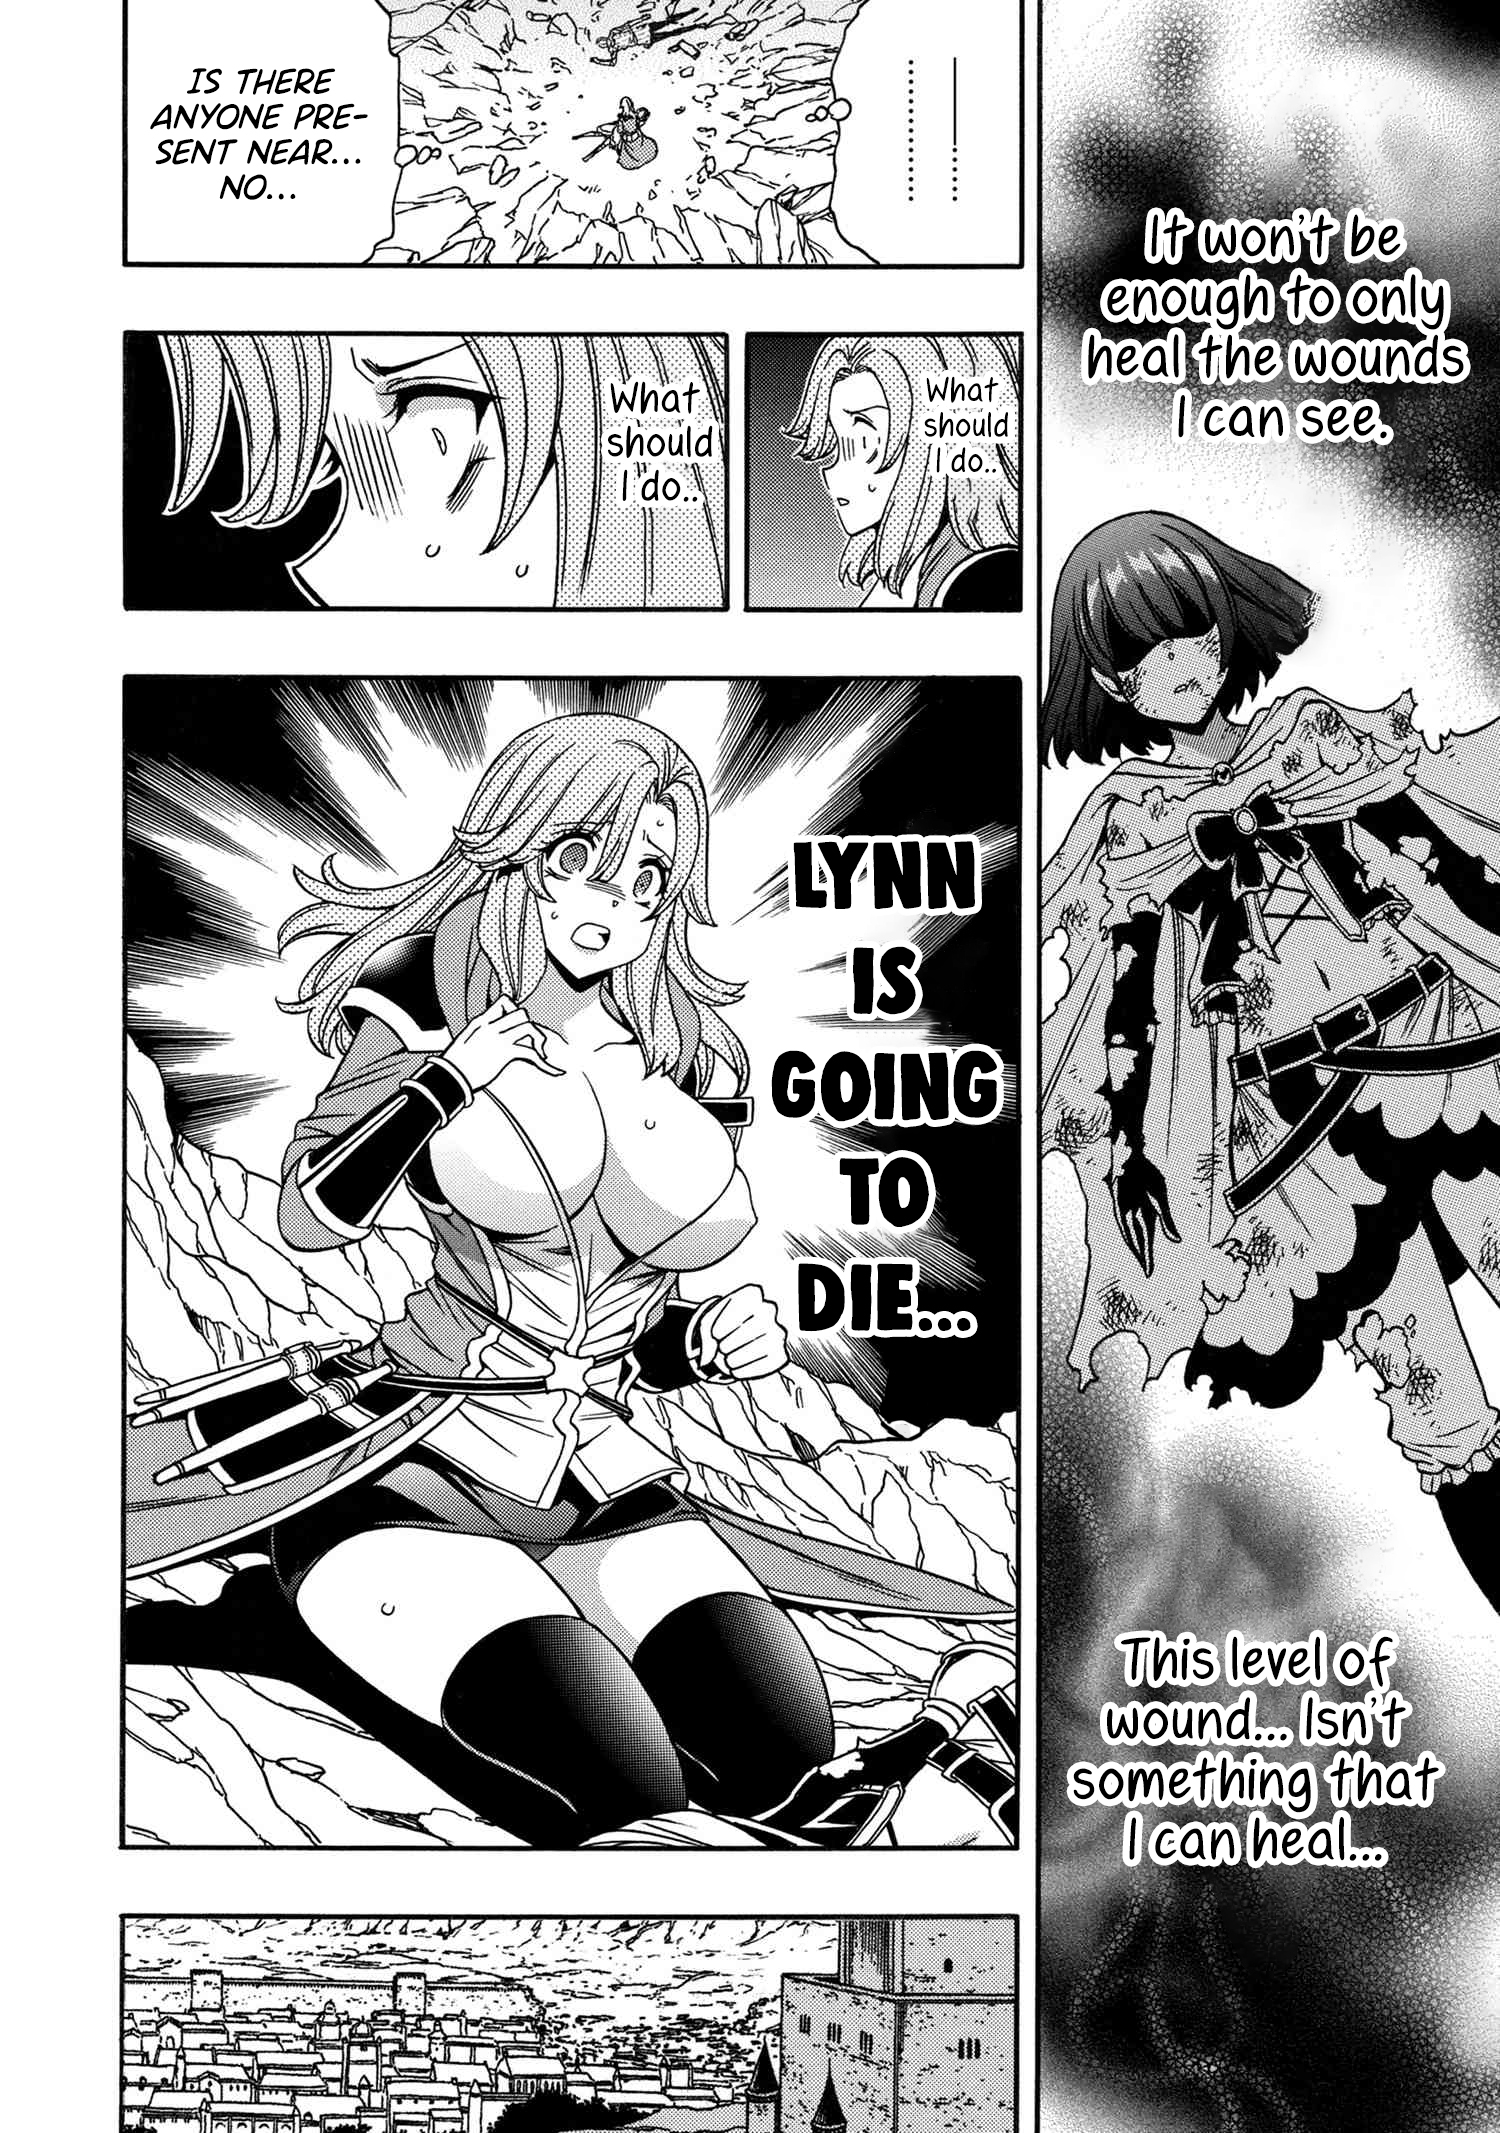 It won't be
enough to only
heal the wounds
I can see.
This level of
wound... Isn't
something that
I can heal...
IS THERE
ANYONE PRE-
SENT NEAR...
NO...
What
should
I do..
What
should
I do..
LYNN
IS
GOING
TO
DIE...